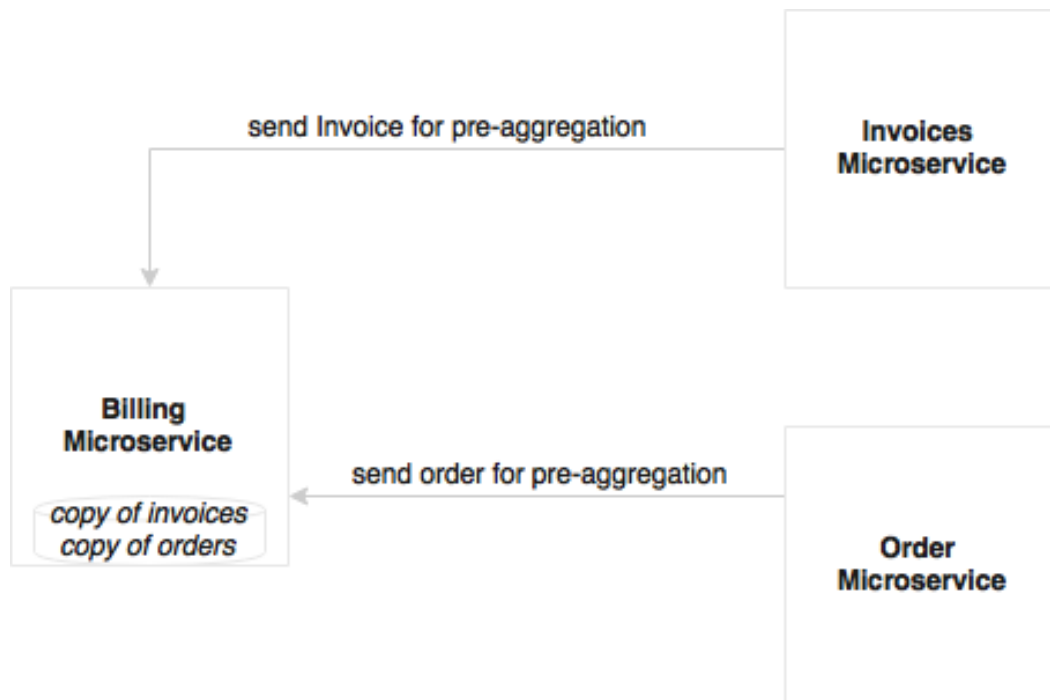 send Invoice for pre-aggregation
Invoices
Microservice
Billing
Microservice
copy of invoices
copy of orders
send order for pre-aggregation
Order
Microservice